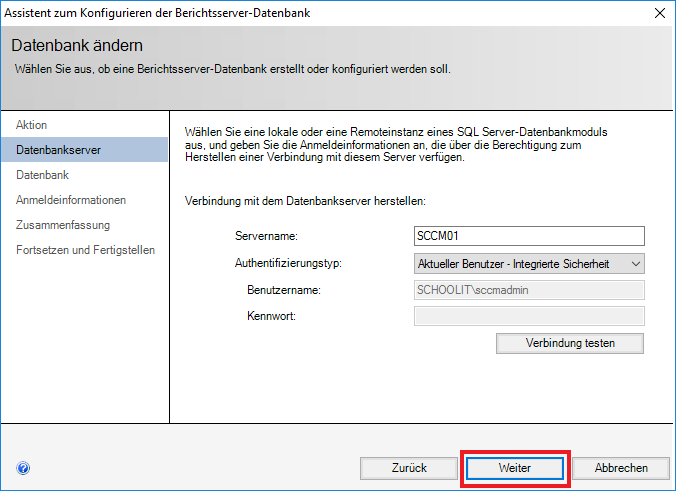 Assistent zum Konfigurieren der Berichtsserver-Datenbank
Datenbank ändern
Wählen Sie aus, ob eine Berichtsserver-Datenbank erstellt oder konfiguriert werden soll.
Aktion
Datenbankserver
Datenbank
Anmeldeinformationen
Zusammenfassung
Fortsetzen und Fertigstellen
Wählen Sie eine lokale oder eine Remoteinstanz eines SQL Server-Datenbankmoduls
aus, und geben Sie die Anmeldeinformationen an, die über die Berechtigung zum
Herstellen einer Verbindung mit diesem Server verfügen.
Verbindung mit dem Datenbankserver herstellen:
Servername: SCCM01
Authentifizierungstyp: Aktueller Benutzer - Integrierte Sicherheit
Benutzername: SCHOOLIT\sccmadmin
Kennwort:
Verbindung testen
? Zurück Weiter Abbrechen